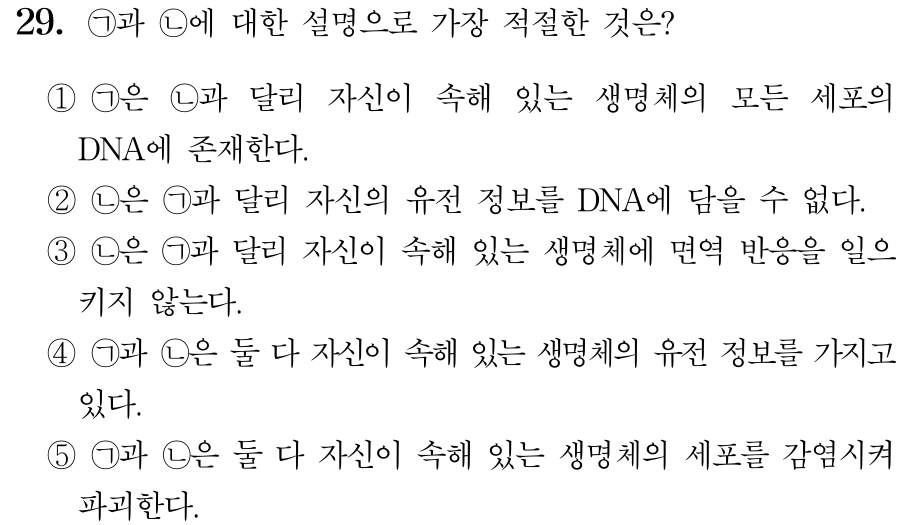 29. ㉠과 ㉡에 대한 설명으로 가장 적절한 것은?
① ㉠은 ㉡과 달리 자신이 속해 있는 생명체의 모든 세포의
DNA에 존재한다.
② ㉡은 ㉠과 달리 자신의 유전 정보를 DNA에 담을 수 없다.
③ ㉡은 ㉠과 달리 자신이 속해 있는 생명체에 면역 반응을 일으
키지 않는다.
④ ㉠과 ㉡은 둘 다 자신이 속해 있는 생명체의 유전 정보를 가지고
있다.
⑤ ㉠과 ㉡은 둘 다 자신이 속해 있는 생명체의 세포를 감염시켜
파괴한다.